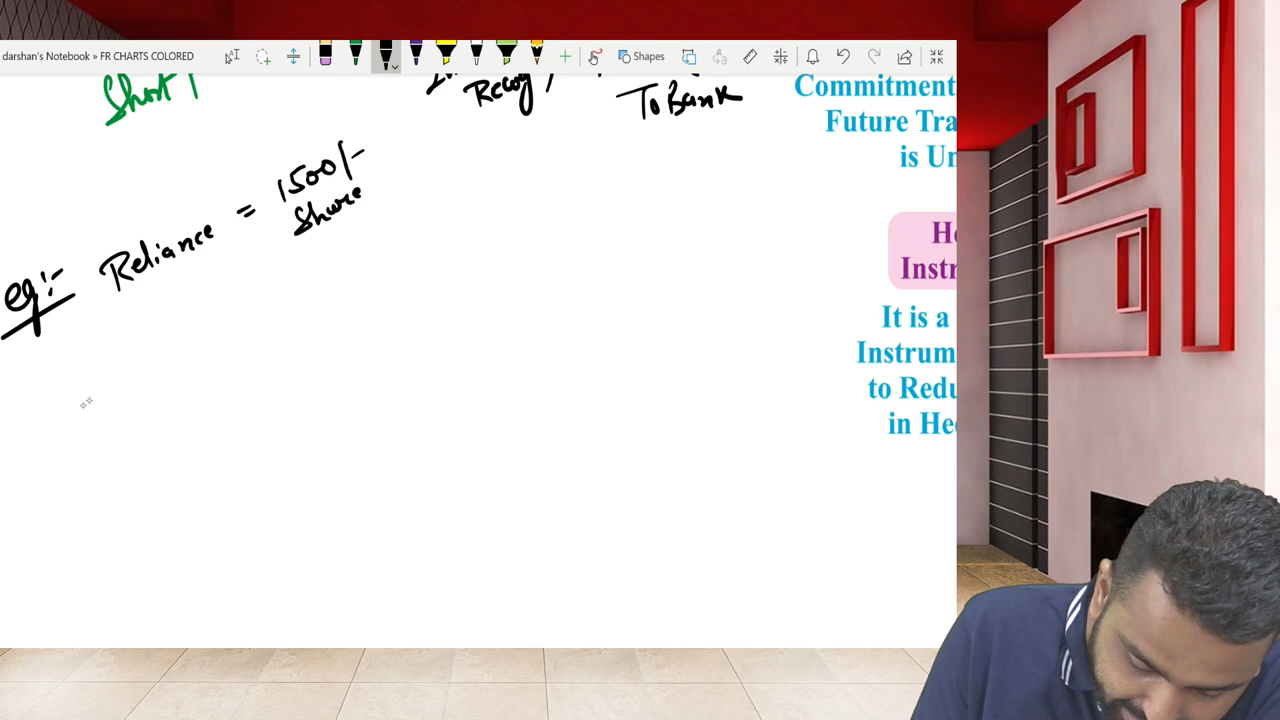 darshan's Notebook » FR CHARTS COLORED
Shapes
Short
Recog
To Bank
Commitment
Future Tra
is Un
eg:- Reliance = 1500/-
Share
Instr
It is a
Instrum
to Redu
in He